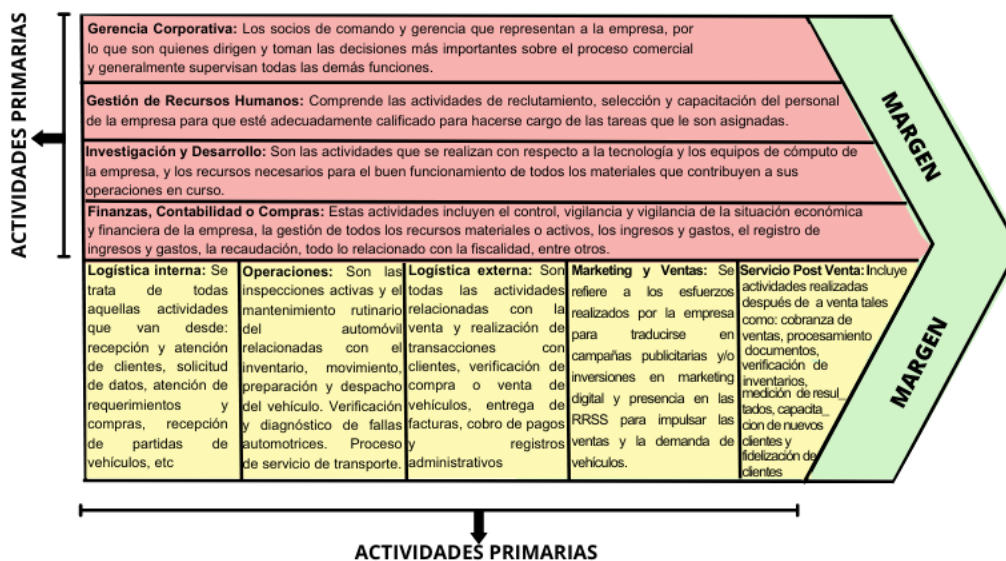 ACTIVIDADES PRIMARIAS
Gerencia Corporativa: Los socios de comando y gerencia que representan a la empresa, por
lo que son quienes dirigen y toman las decisiones más importantes sobre el proceso comercial
y generalmente supervisan todas las demás funciones.
Gestión de Recursos Humanos: Comprende las actividades de reclutamiento, selección y capacitación del personal
de la empresa para que esté adecuadamente calificado para hacerse cargo de las tareas que le son asignadas.
Investigación y Desarrollo: Son las actividades que se realizan con respecto a la tecnología y los equipos de cómputo de
la empresa, y los recursos necesarios para el buen funcionamiento de todos los materiales que contribuyen a sus
operaciones en curso.
Finanzas, Contabilidad o Compras: Estas actividades incluyen el control, vigilancia y vigilancia de la situación económica
y financiera de la empresa, la gestión de todos los recursos materiales o activos, los ingresos y gastos, el registro de
ingresos y gastos, la recaudación, todo lo relacionado con la fiscalidad, entre otros.
Logística interna: Se
trata de todas
aquellas actividades
que van desde:
recepción y atención
de clientes, solicitud
de datos, atención de
requerimientos y
compras, recepción
de partidas de
vehículos, etc
Operaciones: Son las
inspecciones activas y el
mantenimiento rutinario
del automóvil
relacionadas con el
inventario, movimiento,
preparación y despacho
del vehículo. Verificación
y diagnóstico de fallas
automotrices. Proceso
de servicio de transporte.
Logística externa: Son
todas las actividades
relacionadas con la
venta y realización de
transacciones con
clientes, verificación de
compra o venta de
vehículos, entrega de
facturas, cobro de pagos
y registros
administrativos
Marketing y Ventas: Se
refiere a los esfuerzos
realizados por la empresa
para traducirse en
campañas publicitarias y/o
inversiones en marketing
digital y presencia en las
RRSS para impulsar las
ventas y la demanda de
vehículos.
Servicio Post Venta: Incluye
actividades realizadas
después de a venta tales
como: cobranza de
ventas, procesamiento
documentos,
verificación de
inventarios,
medición de resul_
tados, capacita_
cion de nuevos
clientes y
fidelización de
clientes
MARGEN
MARGEN
ACTIVIDADES PRIMARIAS